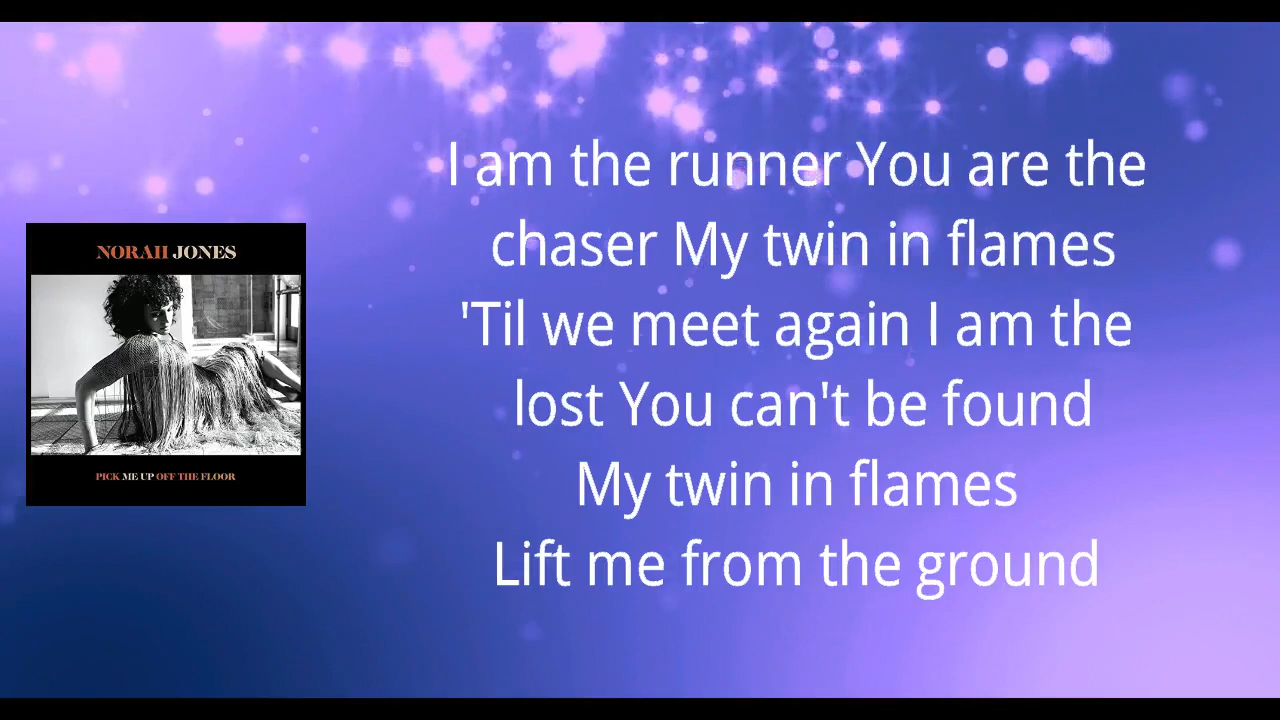 NORAH JONES
PICK ME UP OFF THE FLOOR
I am the runner You are the
chaser My twin in flames
'Til we meet again I am the
lost You can't be found
My twin in flames
Lift me from the ground